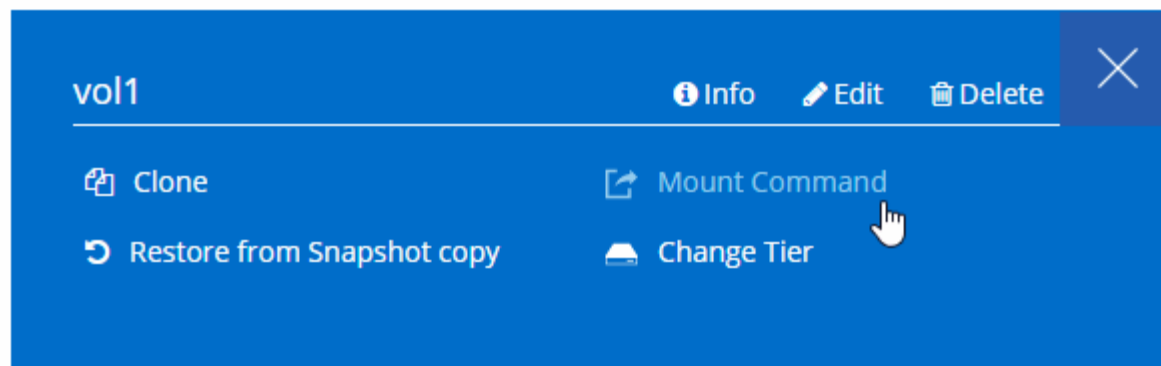 vol1 Info Edit Delete
Clone Mount Command
Restore from Snapshot copy Change Tier